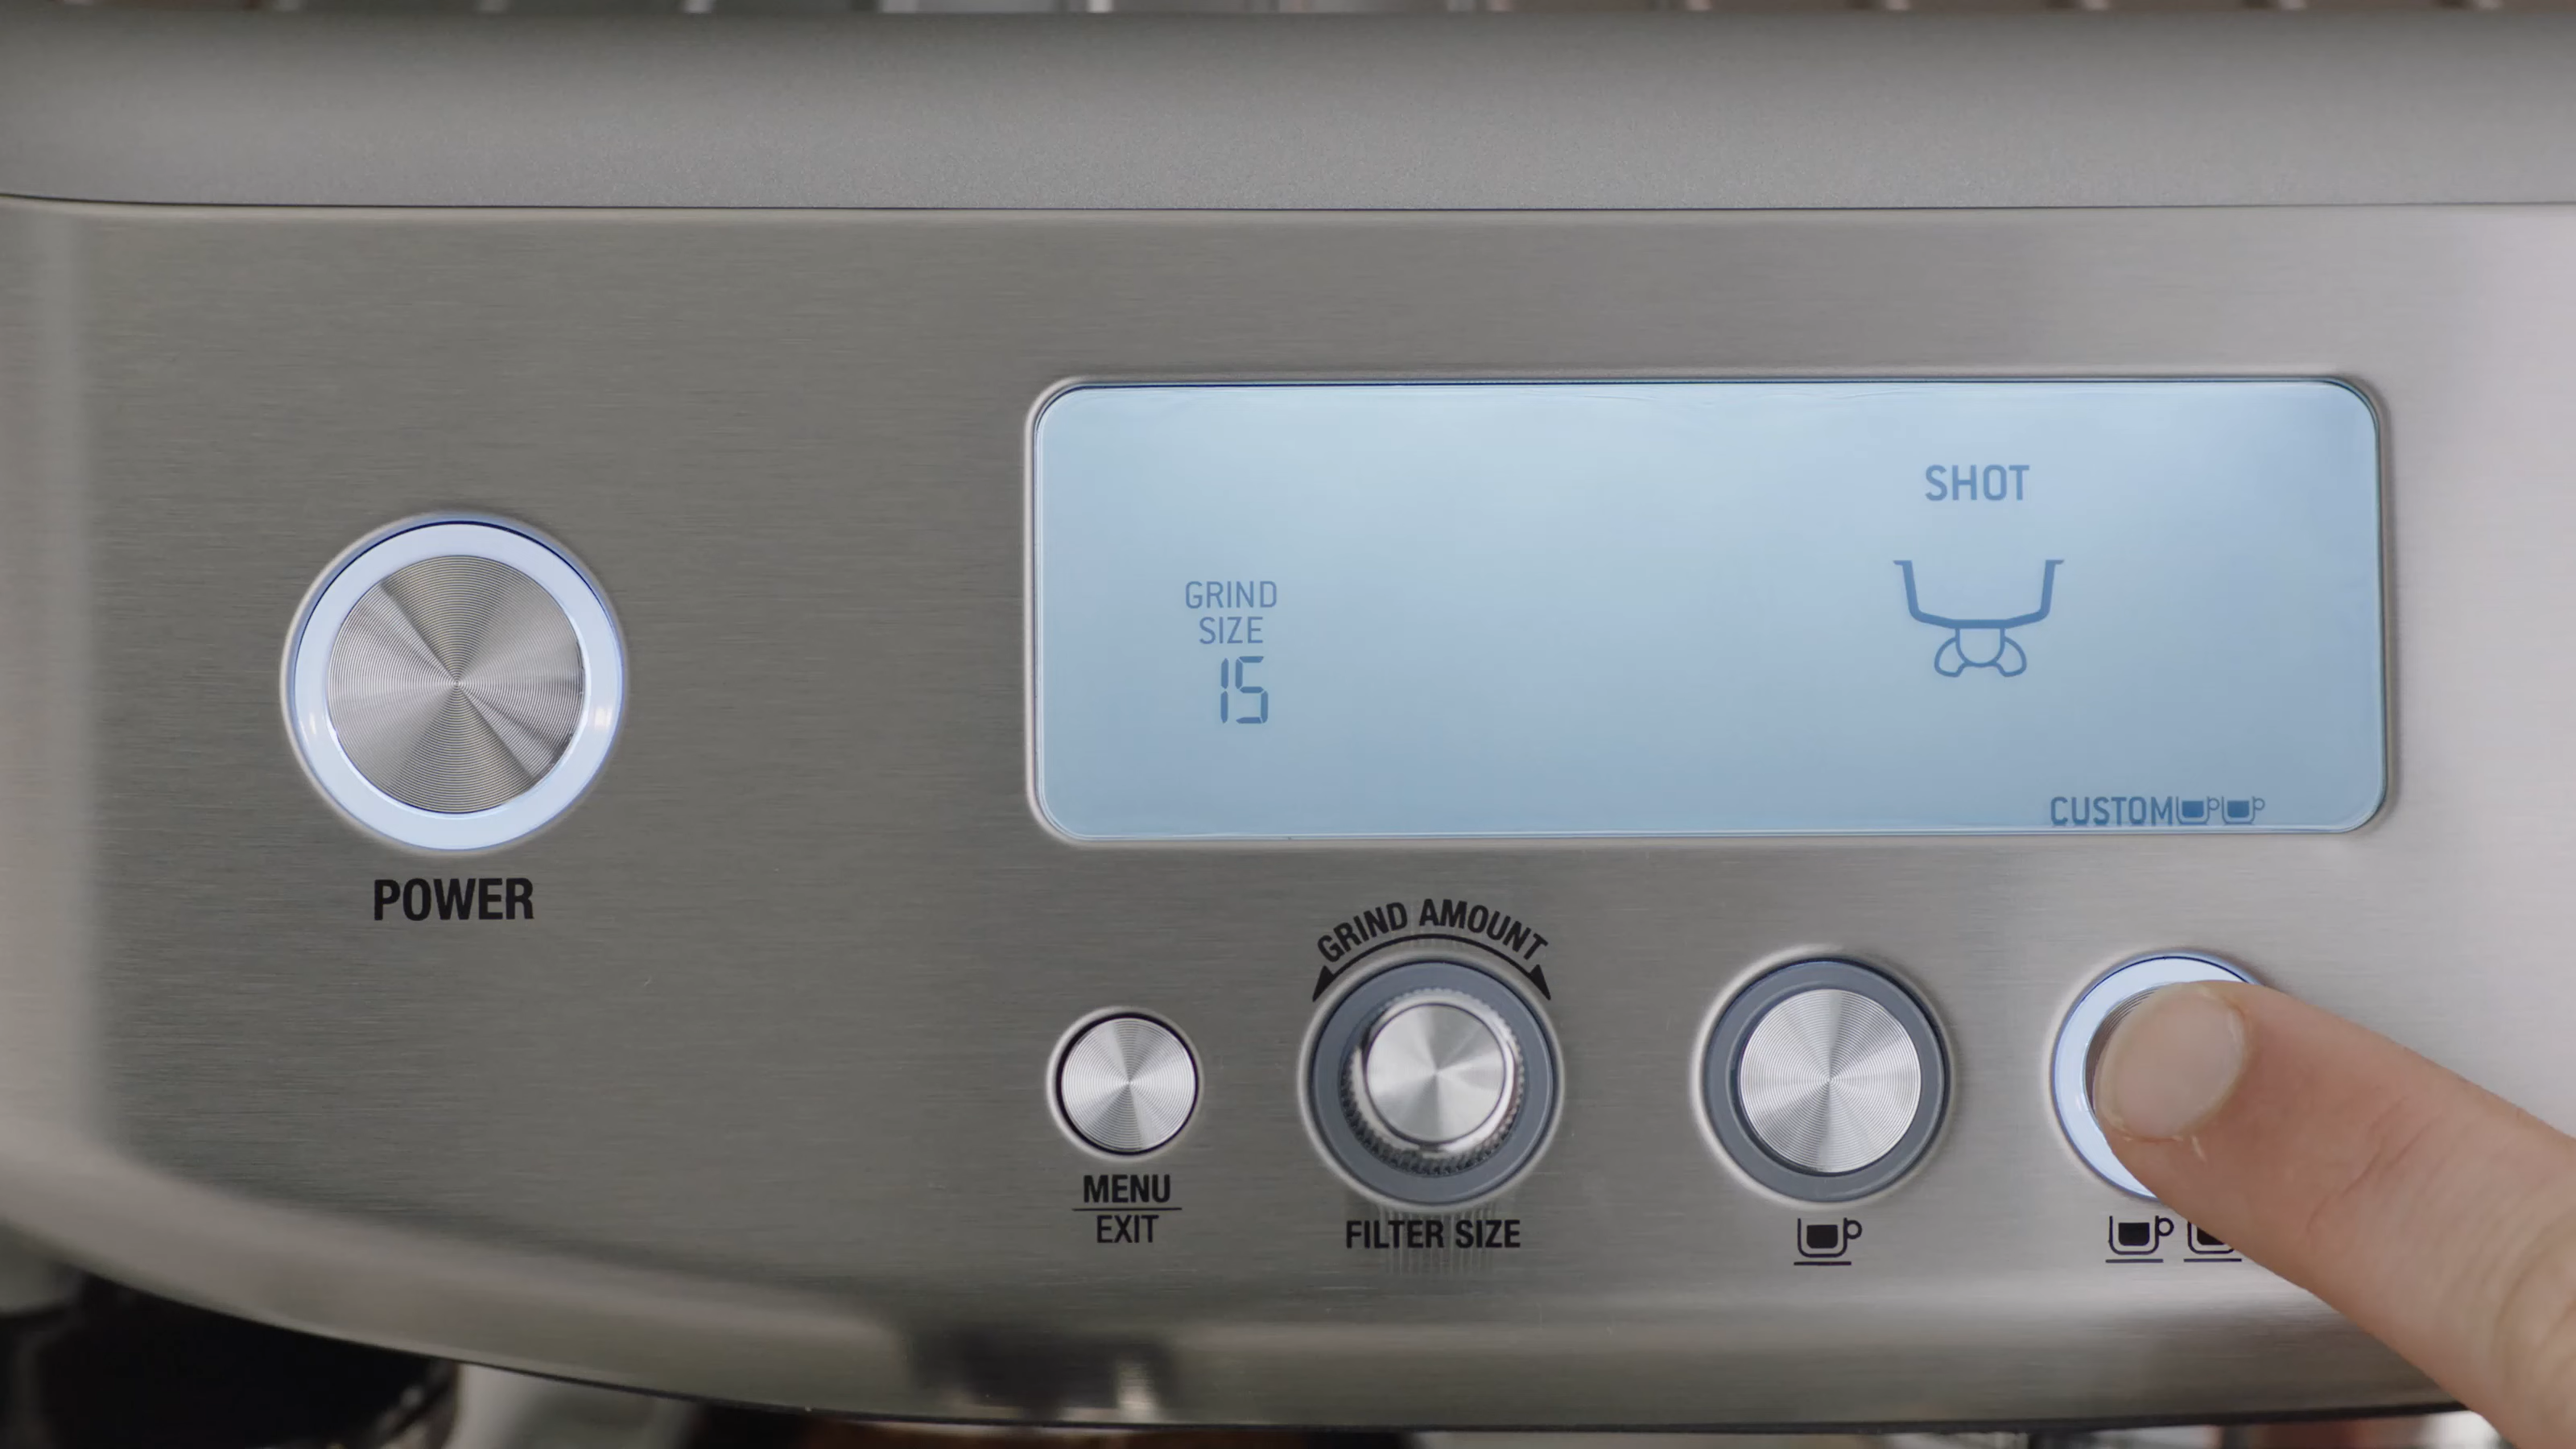 SHOT
GRIND
SIZE
15
CUSTOM
POWER
GRIND AMOUNT
MENU
EXIT
FILTER SIZE